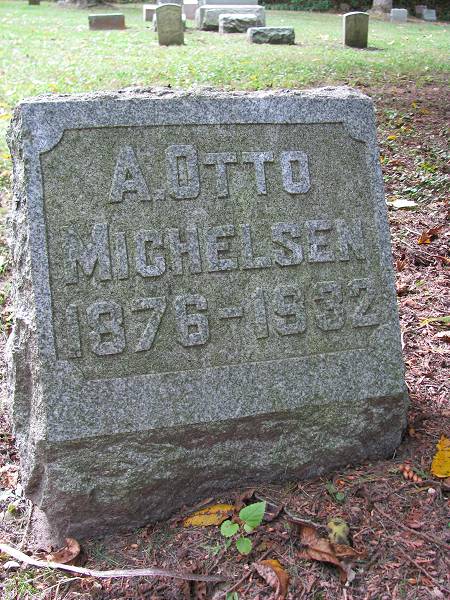 A. Otto
Michelsen
1876-1932